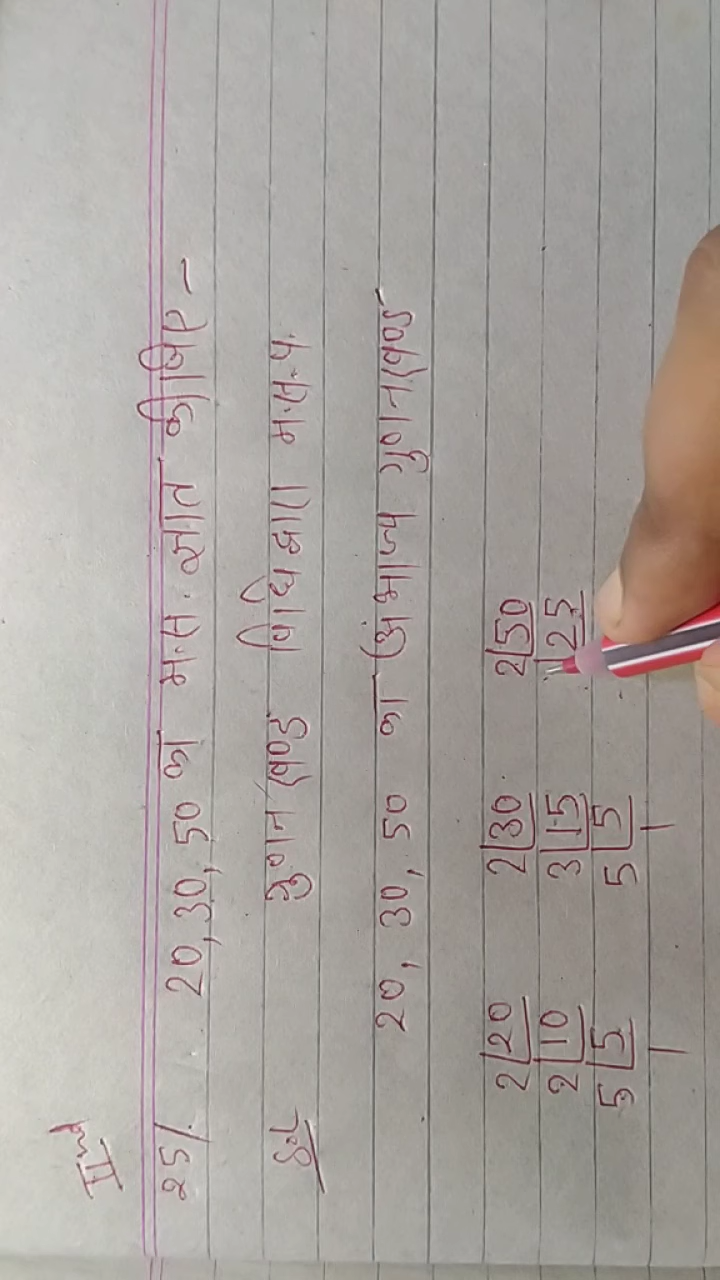 IInd
25/. 20, 30, 50 का म.स. ज्ञात कीजिए -
Sol गुणनखण्ड विधि द्वारा म.स.प.
20, 30, 50 का अभाज्य गुणनखण्ड
2 20 2 30 2 50
2 10 3 15 25
5 5 5 5
1 1